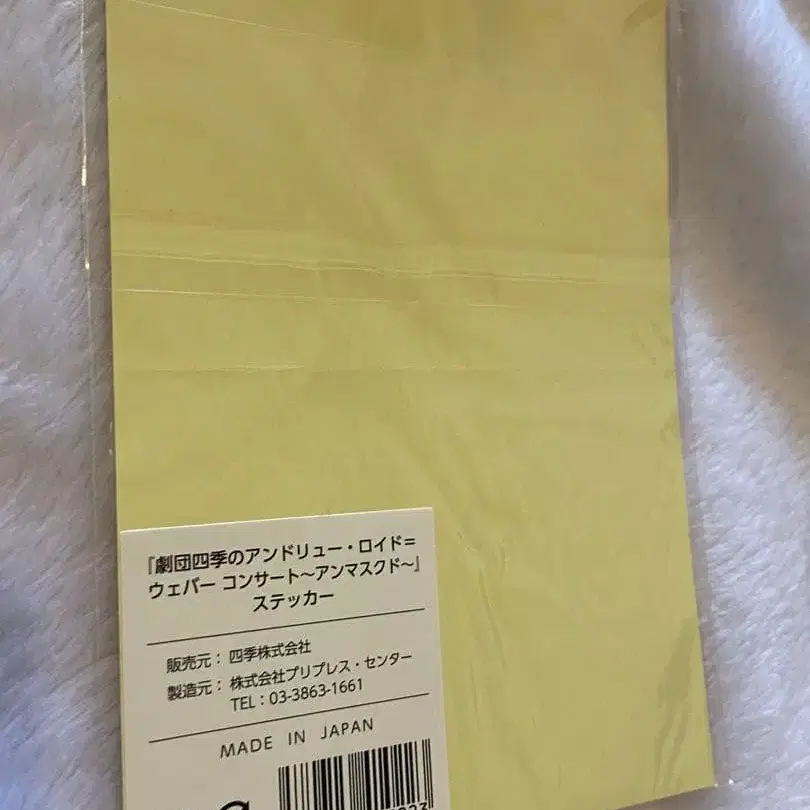 『劇団四季のアンドリュー・ロイド＝
ウェバー コンサート～アンマスクド～』
ステッカー
販売元：四季株式会社
製造元：株式会社プリプレス・センター
TEL：03-3863-1661
MADE IN JAPAN